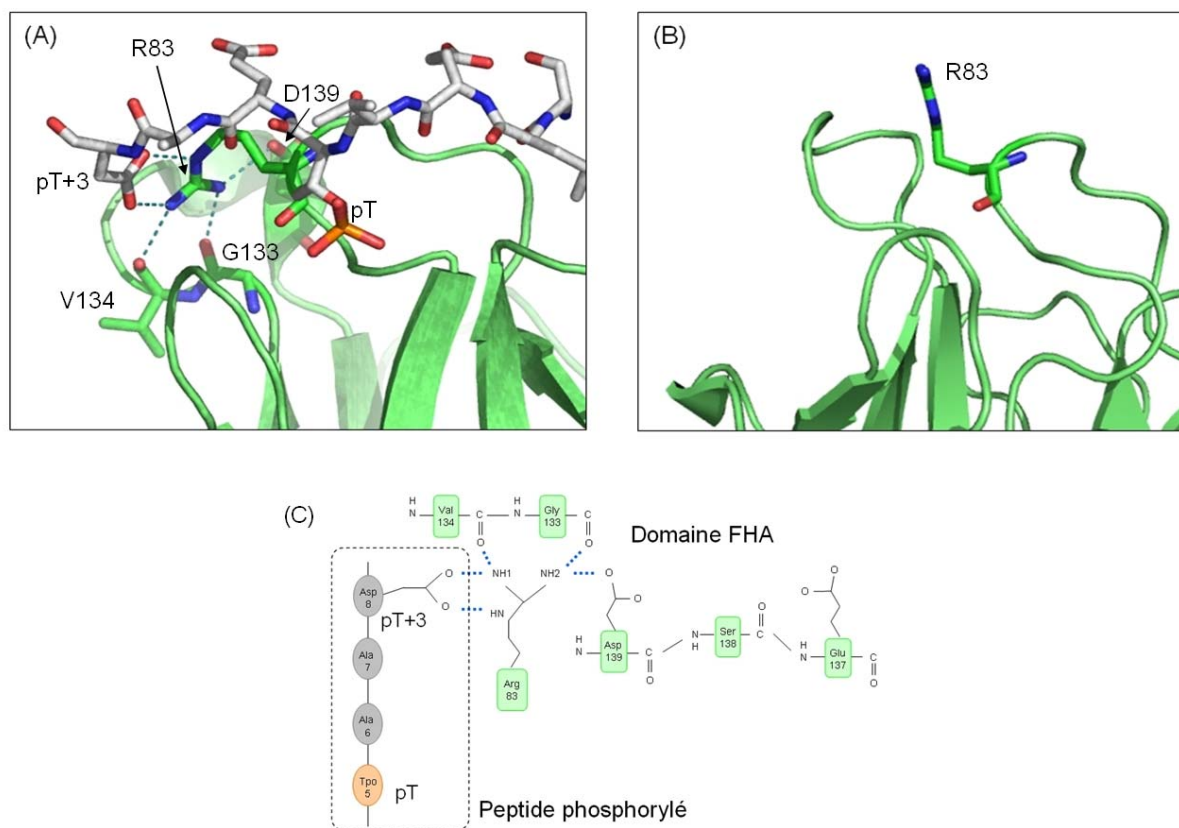 (A)
R83
D139
pT+3
pT
G133
V134
(B)
R83
(C)
H
N
Val
134
C
O
H
N
Gly
133
C
O
Domaine FHA
Asp
8
pT+3
O
O
NH1
NH2
HN
O
O
Arg
83
H
N
Asp
139
C
O
N
H
Ser
138
C
O
N
H
Glu
137
C
O
O
O
Ala
7
Ala
6
Tpo
5
pT
Peptide phosphorylé